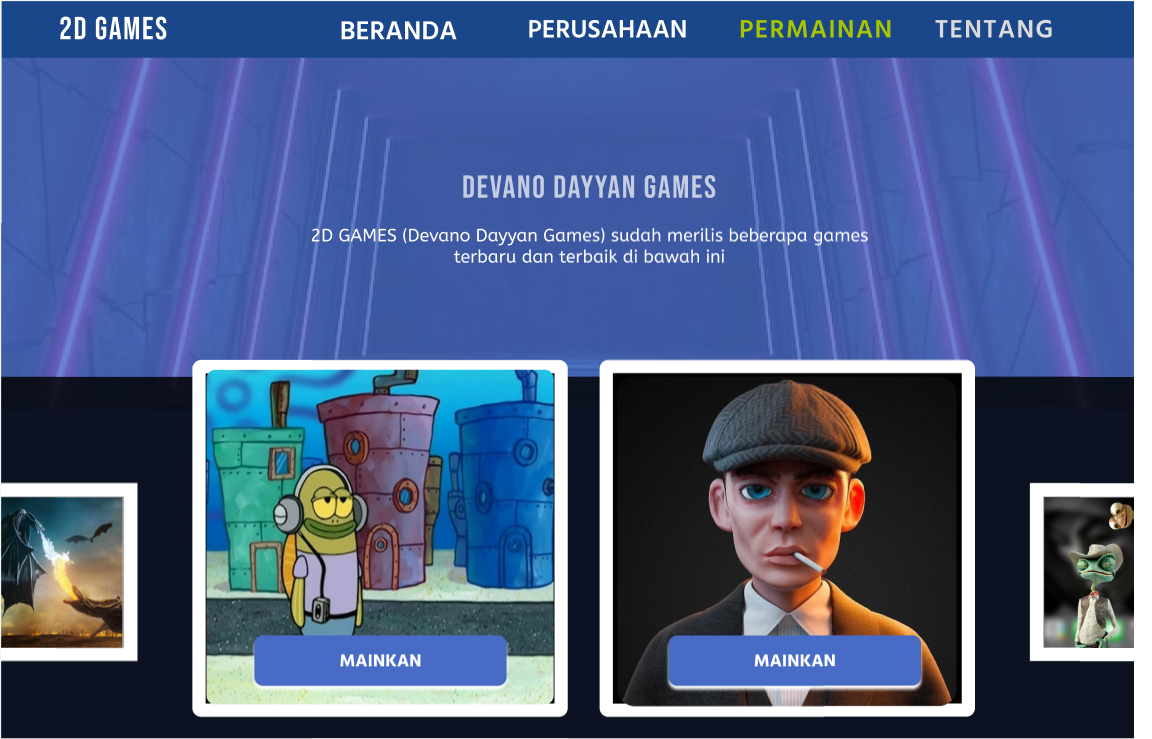 2D GAMES
BERANDA
PERUSAHAAN
PERMAINAN
TENTANG
DEVANO DAYYAN GAMES
2D GAMES (Devano Dayyan Games) sudah merilis beberapa games
terbaru dan terbaik di bawah ini
MAINKAN
MAINKAN